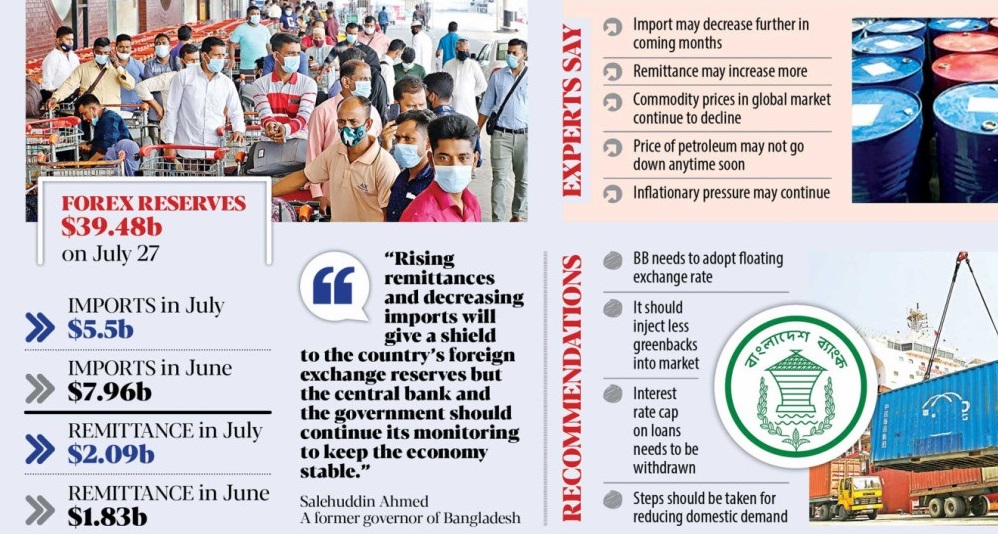 FOREX RESERVES
$39.48b
on July 27
IMPORTS in July
$5.5b
IMPORTS in June
$7.96b
REMITTANCE in July
$2.09b
REMITTANCE in June
$1.83b
“Rising
remittances
and decreasing
imports will
give a shield
to the country’s foreign
exchange reserves but
the central bank and
the government should
continue its monitoring
to keep the economy
stable.”
Salehuddin Ahmed
A former governor of Bangladesh
EXPERTS SAY
Import may decrease further in
coming months
Remittance may increase more
Commodity prices in global market
continue to decline
Price of petroleum may not go
down anytime soon
Inflationary pressure may continue
RECOMMENDATIONS
BB needs to adopt floating
exchange rate
It should
inject less
greenbacks
into market
Interest
rate cap
on loans
needs to be
withdrawn
Steps should be taken for
reducing domestic demand
বাংলাদেশ ব্যাংক